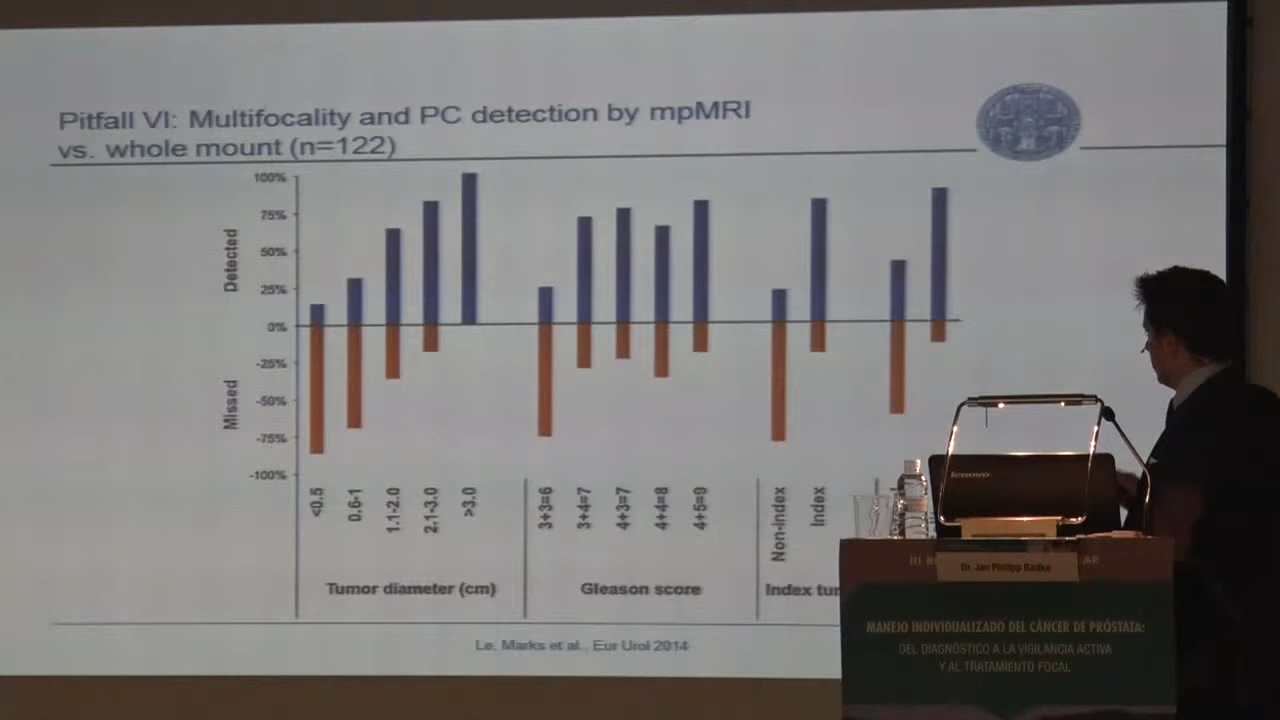 Pitfall VI: Multifocality and PC detection by mpMRI
vs. whole mount (n=122)
100%
75%
50%
25%
0%
-25%
-50%
-75%
-100%
Detected
Missed
<0.5
0.6-1
1.1-2.0
2.1-3.0
>3.0
Tumor diameter (cm)
3+3=6
3+4=7
4+3=7
4+4=8
4+5=9
Gleason score
Non-index
Index
Index tu
Le, Marks et al., Eur Urol 2014
lenovo
Dr. Jan Philipp Radke
MANEJO INDIVIDUALIZADO DEL CÁNCER DE PRÓSTATA:
DEL DIAGNÓSTICO A LA VIGILANCIA ACTIVA
Y AL TRATAMIENTO FOCAL